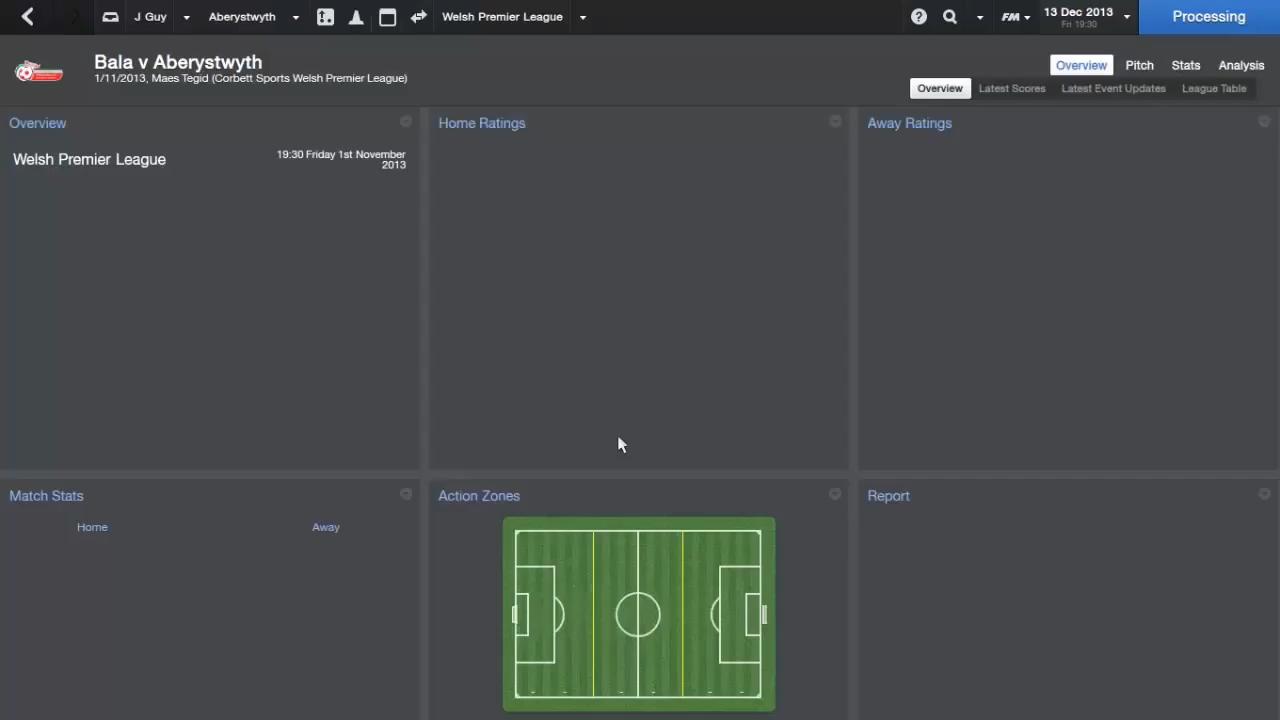 J Guy
Aberystwyth
Welsh Premier League
FM
13 Dec 2013
Fri 19:30
Processing
Bala v Aberystwyth
1/11/2013, Maes Tegid (Corbett Sports Welsh Premier League)
Overview
Pitch
Stats
Analysis
Overview
Latest Scores
Latest Event Updates
League Table
Overview
Home Ratings
Away Ratings
Welsh Premier League
19:30 Friday 1st November
2013
Match Stats
Action Zones
Report
Home
Away